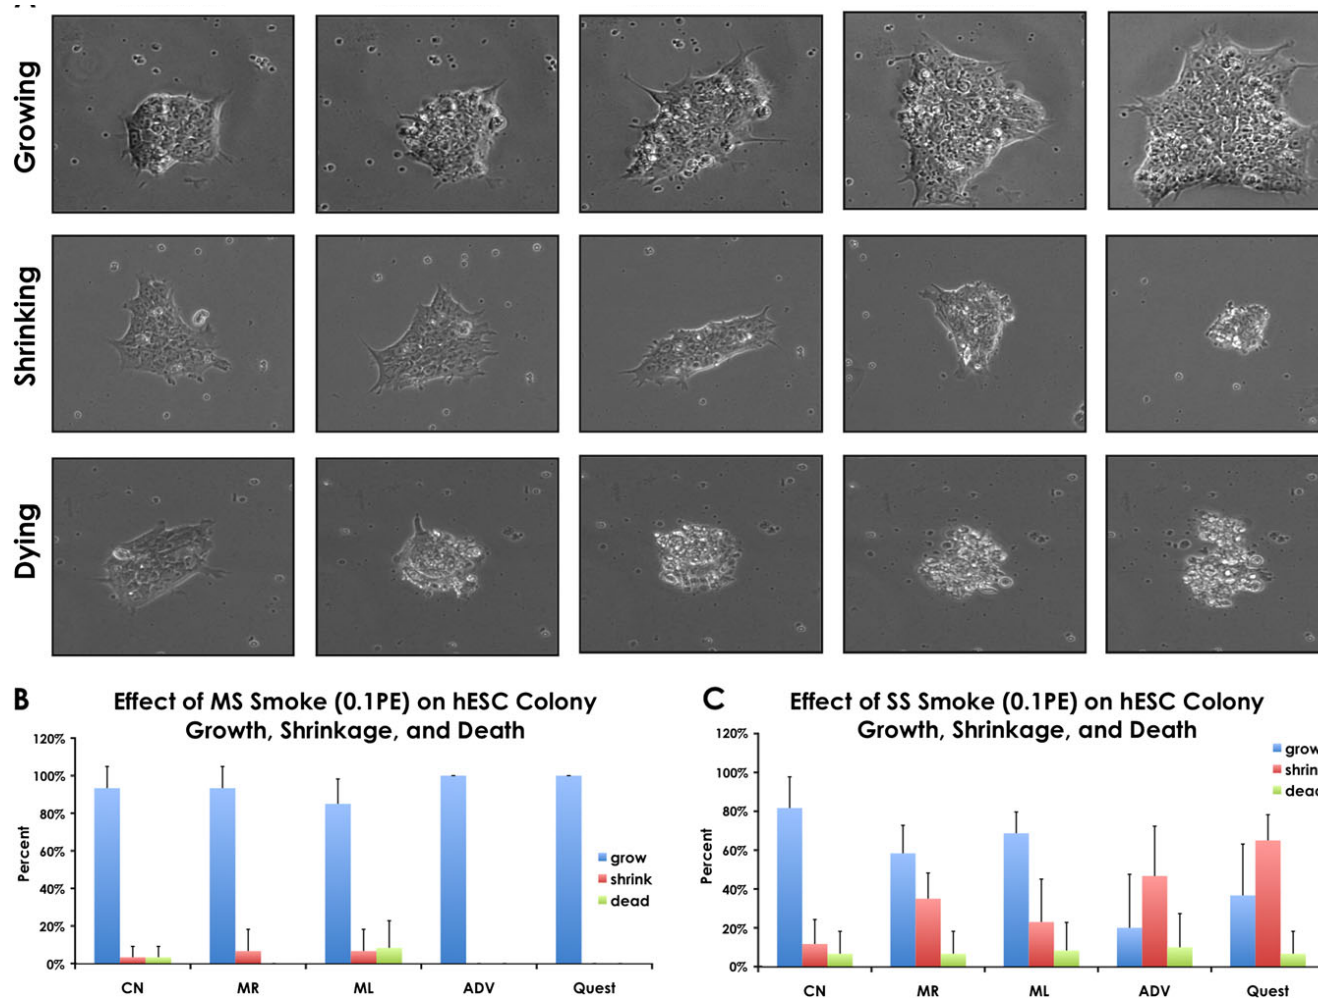 Growing
Shrinking
Dying
B
Effect of MS Smoke (0.1PE) on hESC Colony
Growth, Shrinkage, and Death
120%
100%
80%
60%
40%
20%
0%
Percent
grow
shrink
dead
CN MR ML ADV Quest
C
Effect of SS Smoke (0.1PE) on hESC Colony
Growth, Shrinkage, and Death
120%
100%
80%
60%
40%
20%
0%
Percent
grow
shrin
dead
CN MR ML ADV Quest